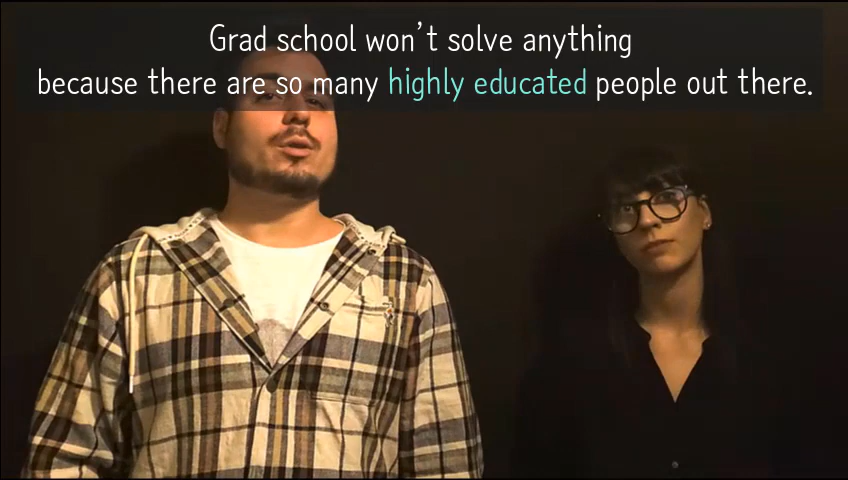 Grad school won't solve anything
because there are so many highly educated people out there.